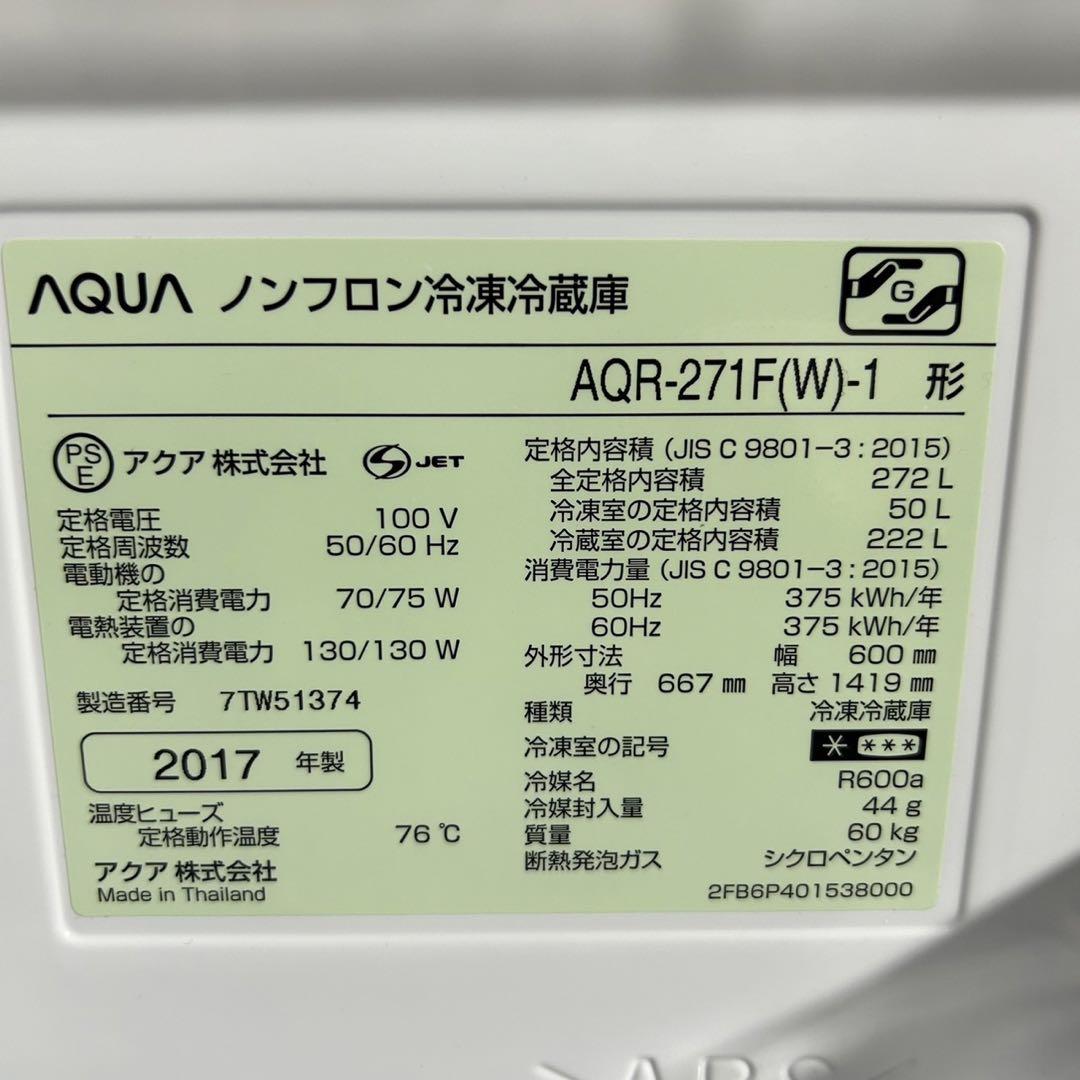 AQUA ノンフロン冷凍冷蔵庫
G
AQR-271F(W)-1 形
PSE アクア 株式会社 S JET
定格電圧 100 V
定格周波数 50/60 Hz
電動機の
定格消費電力 70/75 W
電熱装置の
定格消費電力 130/130 W
製造番号 7TW51374
2017 年製
温度ヒューズ
定格動作温度 76 ℃
アクア 株式会社
Made in Thailand
定格内容積 (JIS C 9801-3 : 2015)
全定格内容積 272 L
冷凍室の定格内容積 50 L
冷蔵室の定格内容積 222 L
消費電力量 (JIS C 9801-3 : 2015)
50Hz 375 kWh/年
60Hz 375 kWh/年
外形寸法 幅 600 ㎜
奥行 667 ㎜ 高さ 1419 ㎜
種類 冷凍冷蔵庫
冷凍室の記号 * ***
冷媒名 R600a
冷媒封入量 44 g
質量 60 kg
断熱発泡ガス シクロペンタン
2FB6P401538000
>ABS<